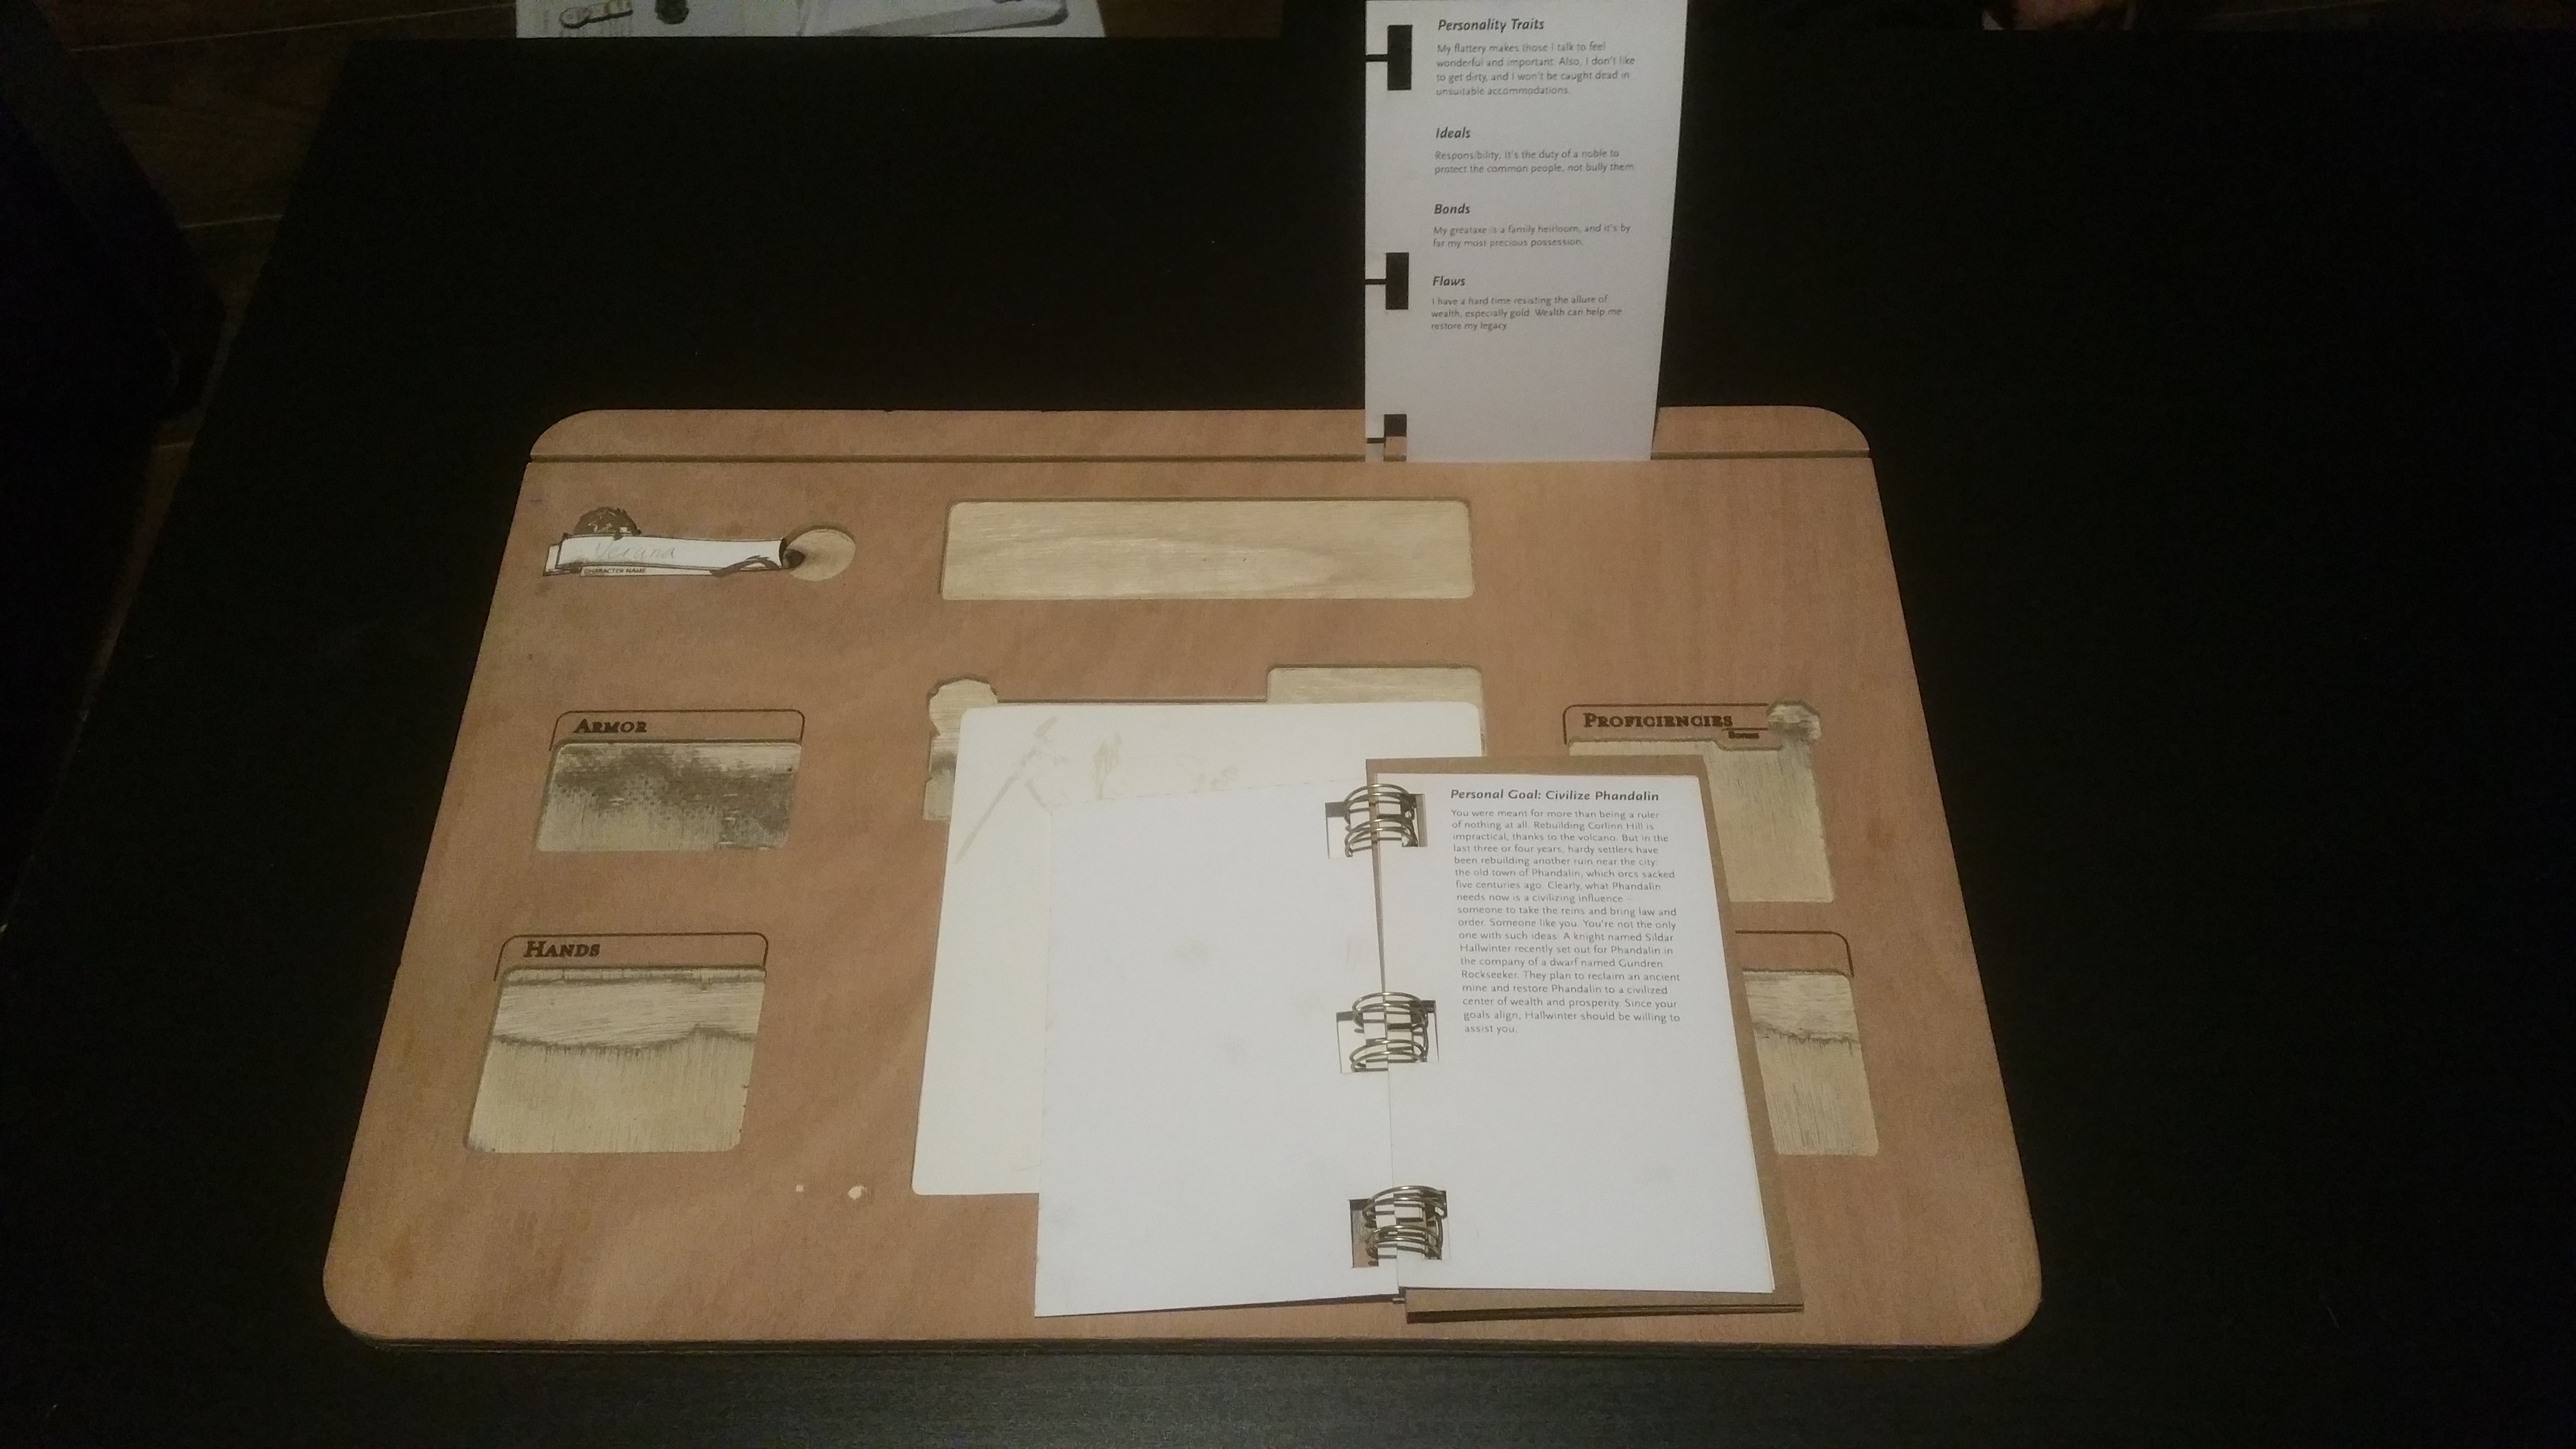 Personality Traits
My flattery makes those I talk to feel
wonderful and important. Also, I don't like
to get dirty, and I won't be caught dead in
unsuitable accommodations.
Ideals
Responsibility. It's the duty of a noble to
protect the common people, not bully them.
Bonds
My greataxe is a family heirloom, and it's by
far my most precious possession.
Flaws
I have a hard time resisting the allure of
wealth, especially gold. Wealth can help me
restore my legacy.
Verana
CHARACTER NAME
ARMOR
PROFICIENCIES
Bonus
HANDS
Personal Goal: Civilize Phandalin
You were meant for more than being a ruler
of nothing at all. Rebuilding Corlinn Hill is
impractical, thanks to the volcano. But in the
last three or four years, hardy settlers have
been rebuilding another ruin near the city:
the old town of Phandalin, which orcs sacked
five centuries ago. Clearly, what Phandalin
needs now is a civilizing influence –
someone to take the reins and bring law and
order. Someone like you. You're not the only
one with such ideas. A knight named Sildar
Hallwinter recently set out for Phandalin in
the company of a dwarf named Gundren
Rockseeker. They plan to reclaim an ancient
mine and restore Phandalin to a civilized
center of wealth and prosperity. Since your
goals align, Hallwinter should be willing to
assist you.